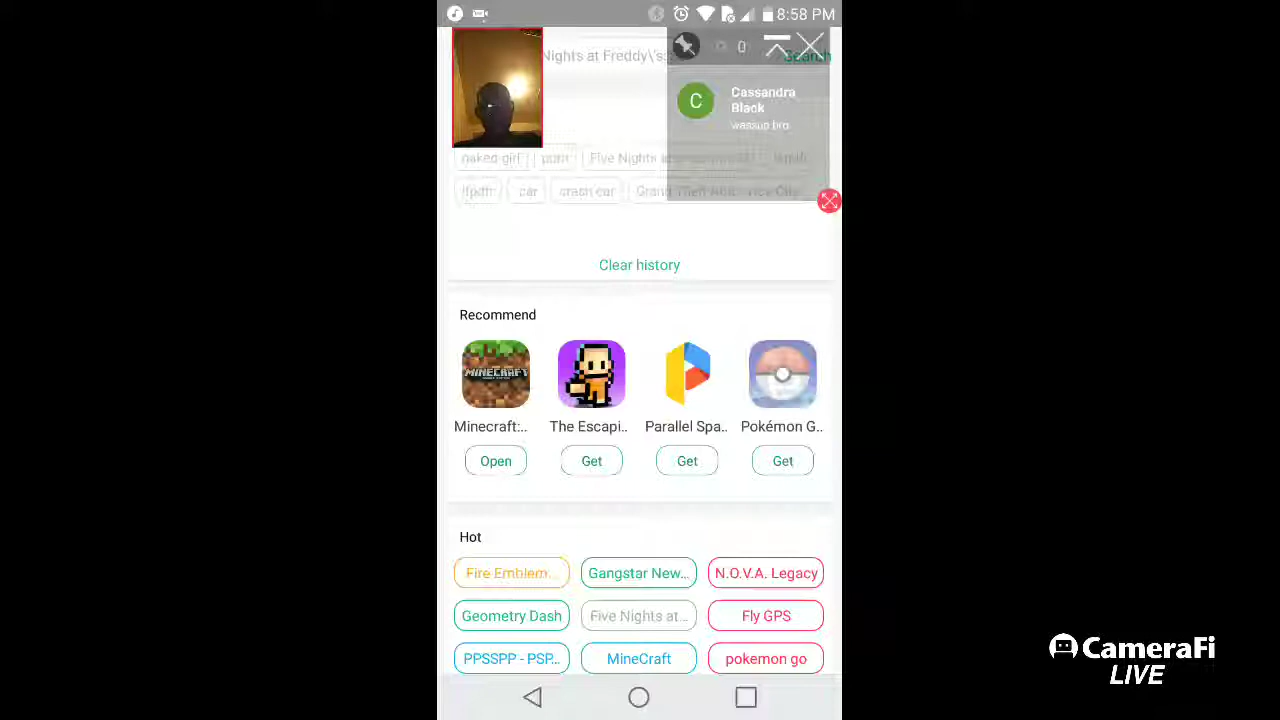 8:58 PM
Nights at Freddy\'s:
Search
0
Cassandra
Black
wassup bro
naked girl
porn
Five Nights
car
crash car
Grand Theft Auto
Vice City
Clear history
Recommend
Minecraft:...
The Escapi..
Parallel Spa..
Pokémon G..
Open
Get
Get
Get
Hot
Fire Emblem...
Gangstar New...
N.O.V.A. Legacy
Geometry Dash
Five Nights at...
Fly GPS
PPSSPP - PSP...
MineCraft
pokemon go
CameraFi
LIVE